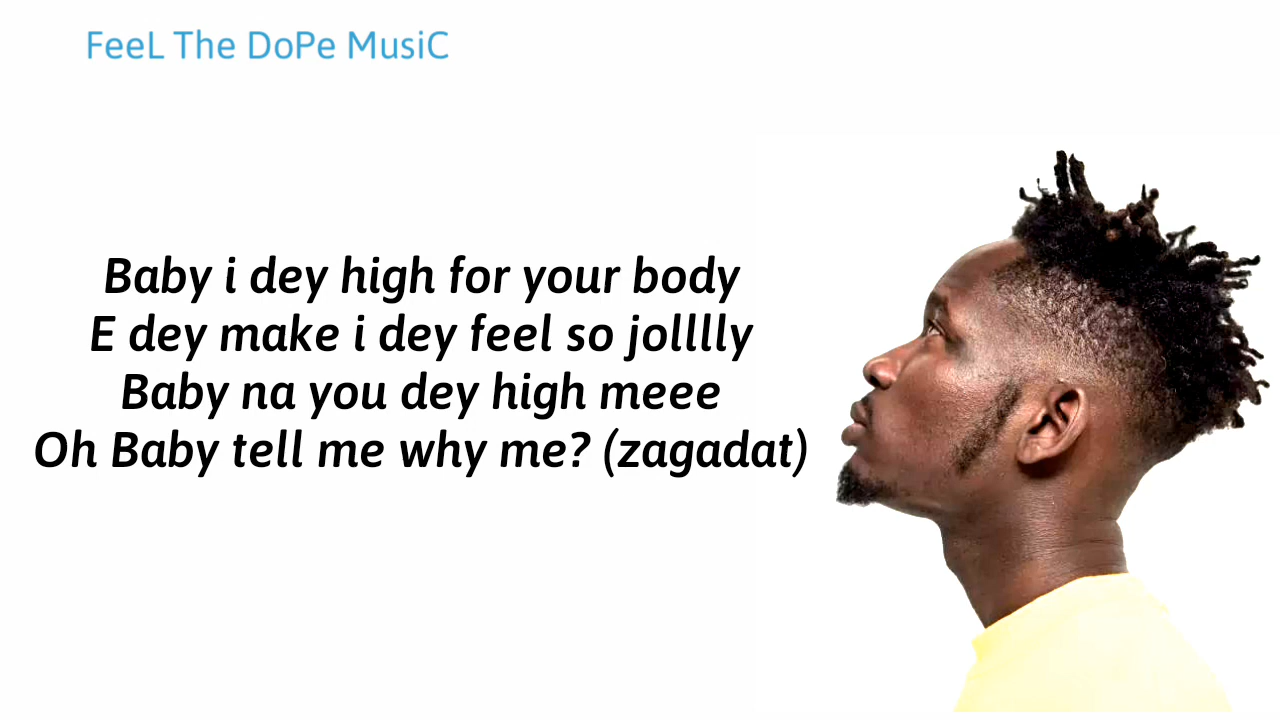 FeeL The DoPe MusiC
Baby i dey high for your body
E dey make i dey feel so jolllly
Baby na you dey high meee
Oh Baby tell me why me? (zagadat)